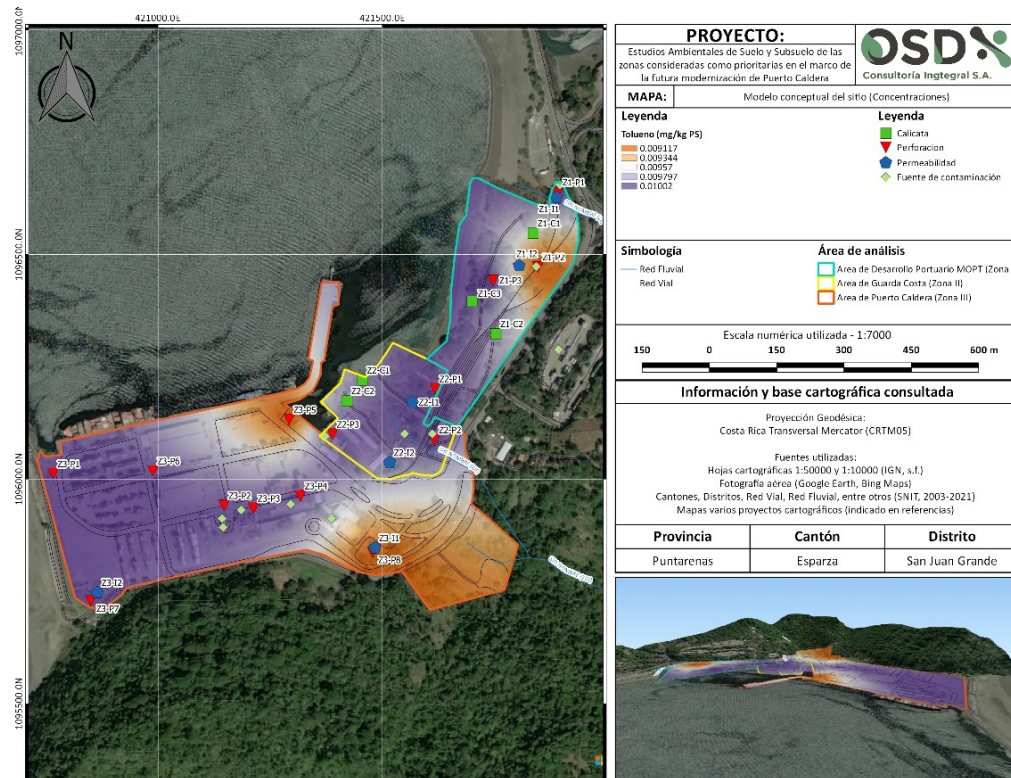 421000.0E
421500.0E
1097000.0N
1096500.0N
1096000.0N
1095500.0N
N
Z1-P1
Z1-I1
Z1-C1
Z1-I2
Z1-P2
Z1-P3
Z1-C3
Z1-C2
Z2-C1
Z2-C2
Z2-P1
Z2-I1
Z2-P3
Z2-P2
Z2-I2
Z3-P5
Z3-P1
Z3-P6
Z3-P2
Z3-P3
Z3-P4
Z3-I1
Z3-P8
Z3-I2
Z3-P7
PROYECTO:
Estudios Ambientales de Suelo y Subsuelo de las
zonas consideradas como prioritarias en el marco de
la futura modernización de Puerto Caldera
OSD
Consultoría Ingtegral S.A.
MAPA:
Modelo conceptual del sitio (Concentraciones)
Leyenda
Tolueno (mg/kg PS)
0.009117
0.009344
0.00957
0.009797
0.01002
Leyenda
Calicata
Perforacion
Permeabilidad
Fuente de contaminación
Simbología
Red Fluvial
Red Vial
Área de análisis
Area de Desarrollo Portuario MOPT (Zona
Area de Guarda Costa (Zona II)
Area de Puerto Caldera (Zona III)
Escala numérica utilizada - 1:7000
150 0 150 300 450 600 m
Información y base cartográfica consultada
Proyección Geodésica:
Costa Rica Transversal Mercator (CRTM05)
Fuentes utilizadas:
Hojas cartográficas 1:50000 y 1:10000 (IGN, s.f.)
Fotografía aérea (Google Earth, Bing Maps)
Cantones, Distritos, Red Vial, Red Fluvial, entre otros (SNIT, 2003-2021)
Mapas varios proyectos cartográficos (indicado en referencias)
Provincia Cantón Distrito
Puntarenas Esparza San Juan Grande